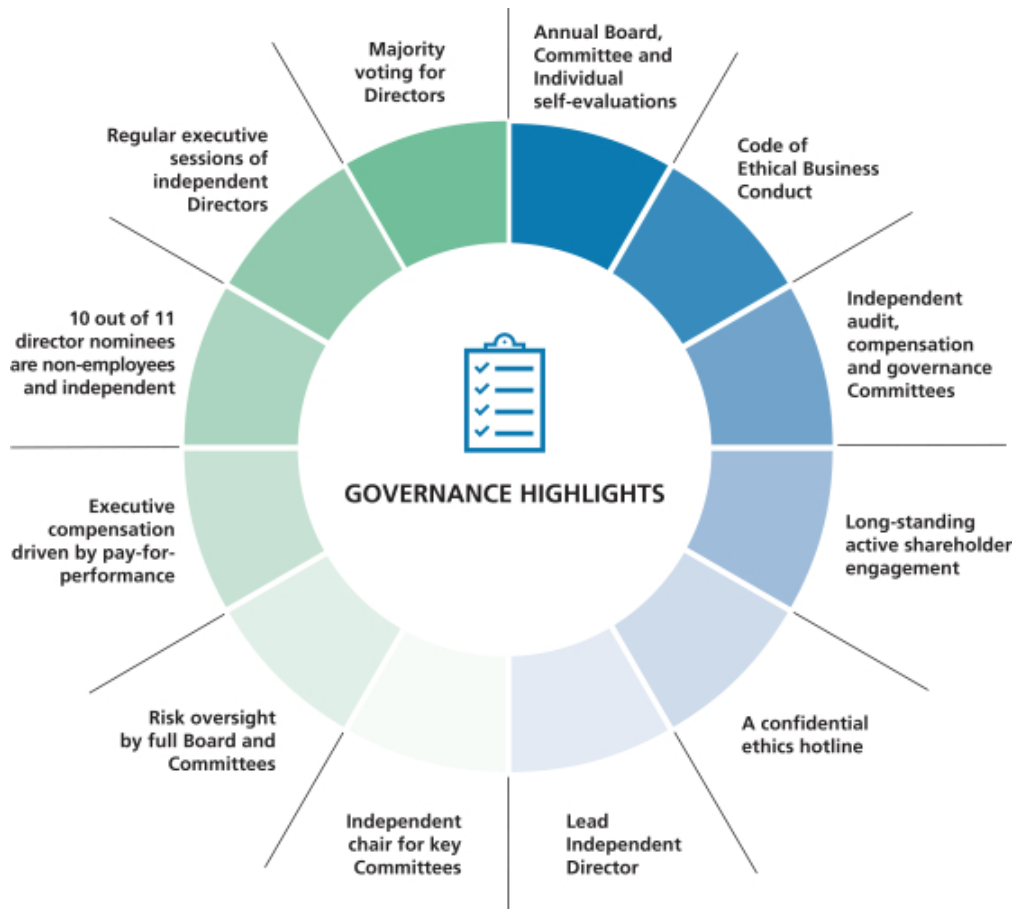 Majority
voting for
Directors
Annual Board,
Committee and
Individual
self-evaluations
Code of
Ethical Business
Conduct
Independent
audit,
compensation
and governance
Committees
Long-standing
active shareholder
engagement
A confidential
ethics hotline
Lead
Independent
Director
Independent
chair for key
Committees
Risk oversight
by full Board and
Committees
Executive
compensation
driven by pay-for-
performance
10 out of 11
director nominees
are non-employees
and independent
Regular executive
sessions of
independent
Directors
GOVERNANCE HIGHLIGHTS